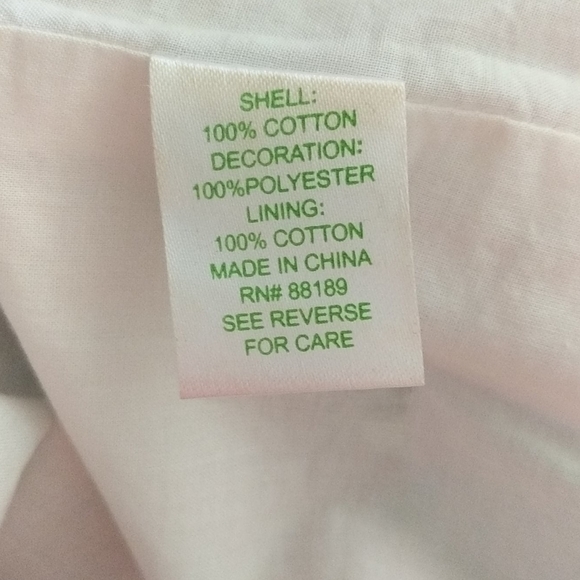 SHELL:
100% COTTON
DECORATION:
100%POLYESTER
LINING:
100% COTTON
MADE IN CHINA
RN# 88189
SEE REVERSE
FOR CARE